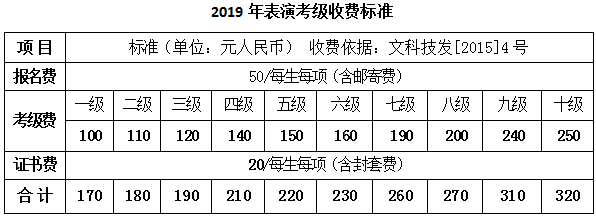 2019 年表演考级收费标准
项 目 标准（单位：元人民币） 收费依据：文科技发[2015]4 号
报名费 50/每生每项（含邮寄费）
考级费 一级 二级 三级 四级 五级 六级 七级 八级 九级 十级
100 110 120 140 150 160 190 200 240 250
证书费 20/每生每项（含封套费）
合 计 170 180 190 210 220 230 260 270 310 320